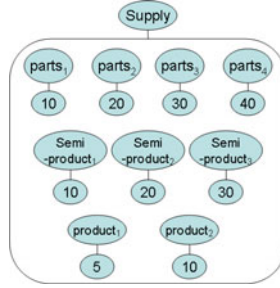 Supply
parts₁ parts₂ parts₃ parts₄
10 20 30 40
Semi Semi Semi
-product₁ -product₂ -product₃
10 20 30
product₁ product₂
5 10